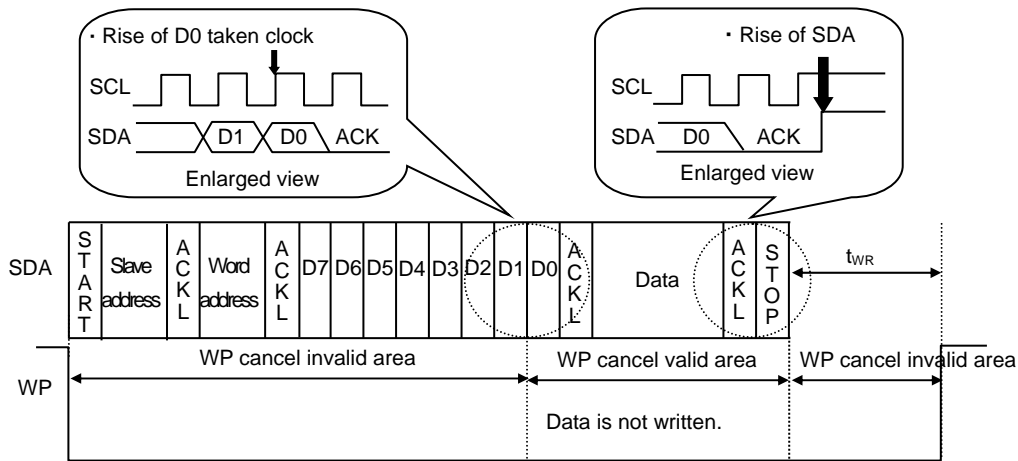 ・Rise of D0 taken clock
SCL
SDA D1 D0 ACK
Enlarged view
・Rise of SDA
SCL
SDA D0 ACK
Enlarged view
SDA START Slave address ACKL Word address ACKL D7 D6 D5 D4 D3 D2 D1 D0 ACKL Data ACKL STOP tWR
WP cancel invalid area WP cancel valid area WP cancel invalid area
WP
Data is not written.